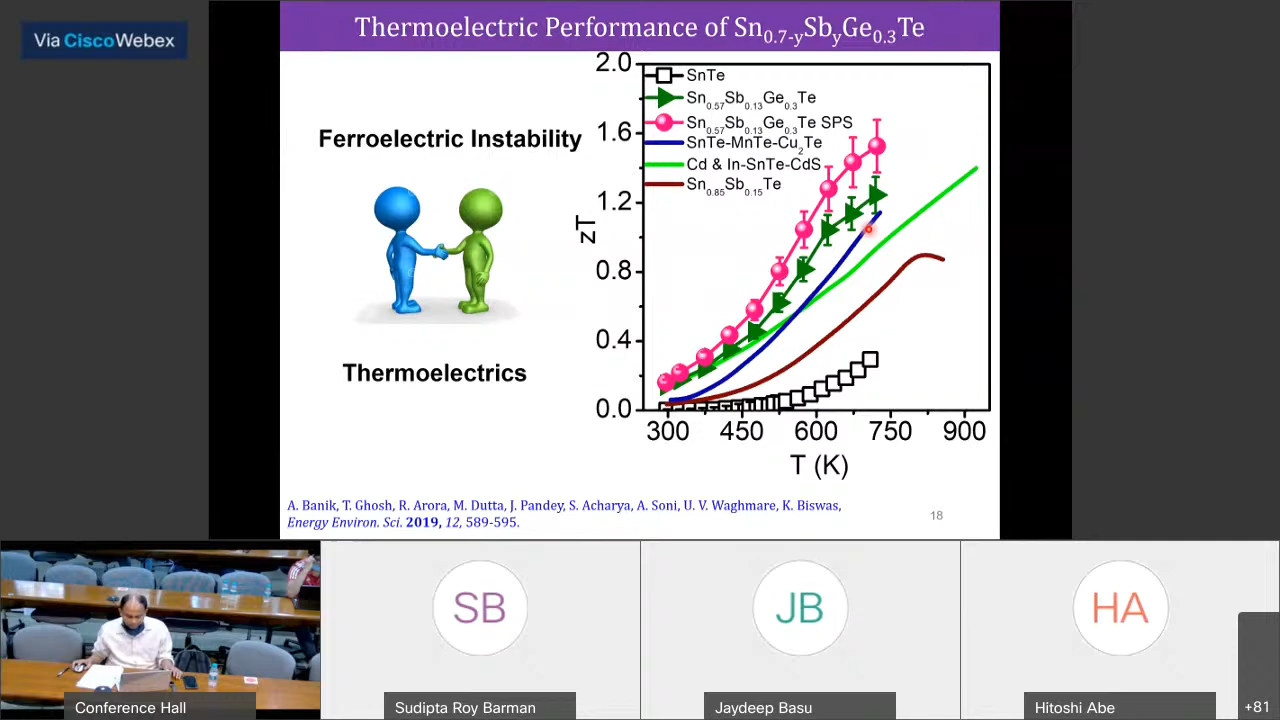 Via CiscoWebex
Thermoelectric Performance of Sn0.7-ySbyGe0.3Te
Ferroelectric Instability
Thermoelectrics
zT
2.0
1.6
1.2
0.8
0.4
0.0
SnTe
Sn0.57Sb0.13Ge0.3Te
Sn0.57Sb0.13Ge0.3Te SPS
SnTe-MnTe-Cu2Te
Cd & In-SnTe-CdS
Sn0.85Sb0.15Te
300 450 600 750 900
T (K)
A. Banik, T. Ghosh, R. Arora, M. Dutta, J. Pandey, S. Acharya, A. Soni, U. V. Waghmare, K. Biswas,
Energy Environ. Sci. 2019, 12, 589-595.
18
SB
JB
HA
Conference Hall
Sudipta Roy Barman
Jaydeep Basu
Hitoshi Abe
+81